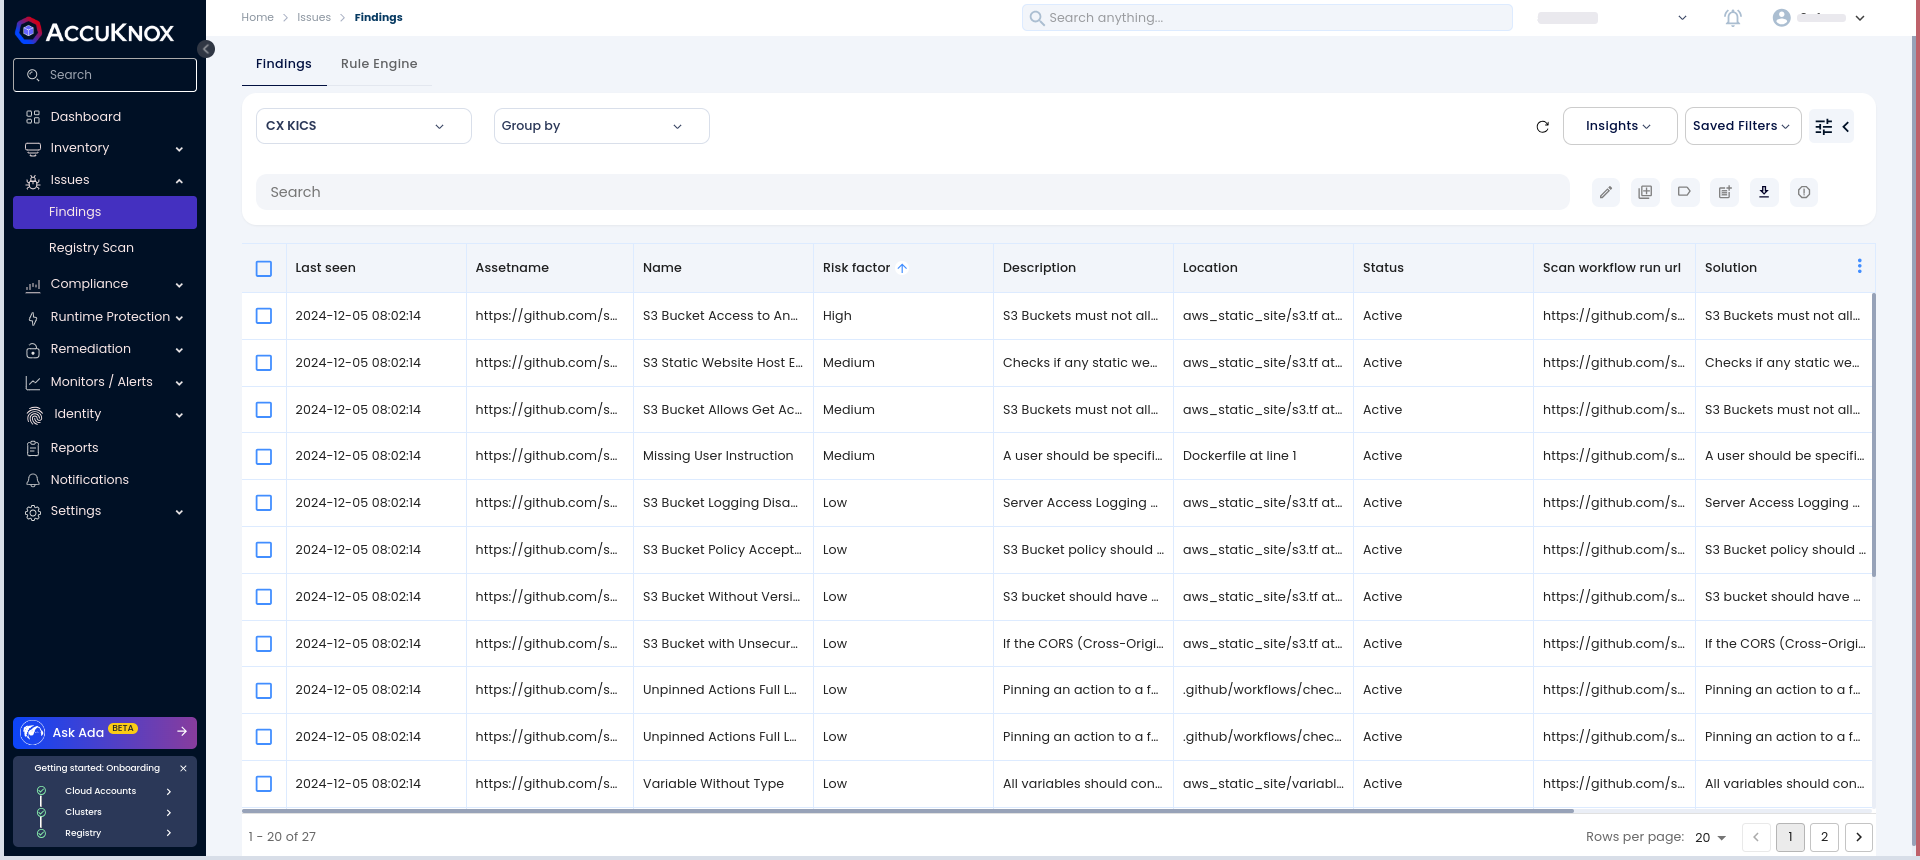 Home > Issues > Findings
Search anything...
ACCUKNOX
Search
Dashboard
Inventory
Issues
Findings
Registry Scan
Compliance
Runtime Protection
Remediation
Monitors / Alerts
Identity
Reports
Notifications
Settings
Ask Ada BETA
Getting started: Onboarding
Cloud Accounts
Clusters
Registry
Findings Rule Engine
CX KICS Group by Insights Saved Filters
Search
Last seen Assetname Name Risk factor Description Location Status Scan workflow run url Solution
2024-12-05 08:02:14 https://github.com/s... S3 Bucket Access to An... High S3 Buckets must not all... aws_static_site/s3.tf at... Active https://github.com/s... S3 Buckets must not all...
2024-12-05 08:02:14 https://github.com/s... S3 Static Website Host E... Medium Checks if any static we... aws_static_site/s3.tf at... Active https://github.com/s... Checks if any static we...
2024-12-05 08:02:14 https://github.com/s... S3 Bucket Allows Get Ac... Medium S3 Buckets must not all... aws_static_site/s3.tf at... Active https://github.com/s... S3 Buckets must not all...
2024-12-05 08:02:14 https://github.com/s... Missing User Instruction Medium A user should be specifi... Dockerfile at line 1 Active https://github.com/s... A user should be specifi...
2024-12-05 08:02:14 https://github.com/s... S3 Bucket Logging Disa... Low Server Access Logging ... aws_static_site/s3.tf at... Active https://github.com/s... Server Access Logging ...
2024-12-05 08:02:14 https://github.com/s... S3 Bucket Policy Accept... Low S3 Bucket policy should ... aws_static_site/s3.tf at... Active https://github.com/s... S3 Bucket policy should ...
2024-12-05 08:02:14 https://github.com/s... S3 Bucket Without Versi... Low S3 bucket should have ... aws_static_site/s3.tf at... Active https://github.com/s... S3 bucket should have ...
2024-12-05 08:02:14 https://github.com/s... S3 Bucket with Unsecur... Low If the CORS (Cross-Origi... aws_static_site/s3.tf at... Active https://github.com/s... If the CORS (Cross-Origi...
2024-12-05 08:02:14 https://github.com/s... Unpinned Actions Full L... Low Pinning an action to a f... .github/workflows/chec... Active https://github.com/s... Pinning an action to a f...
2024-12-05 08:02:14 https://github.com/s... Unpinned Actions Full L... Low Pinning an action to a f... .github/workflows/chec... Active https://github.com/s... Pinning an action to a f...
2024-12-05 08:02:14 https://github.com/s... Variable Without Type Low All variables should con... aws_static_site/variabl... Active https://github.com/s... All variables should con...
1 - 20 of 27 Rows per page: 20 1 2